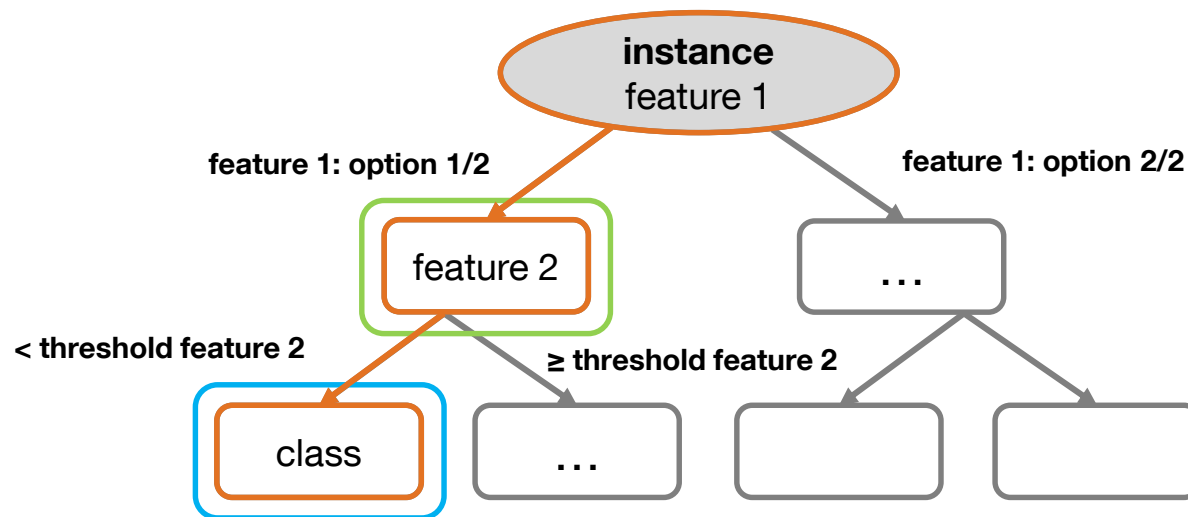 instance
feature 1
feature 1: option 1/2
feature 1: option 2/2
feature 2
...
< threshold feature 2
≥ threshold feature 2
class
...